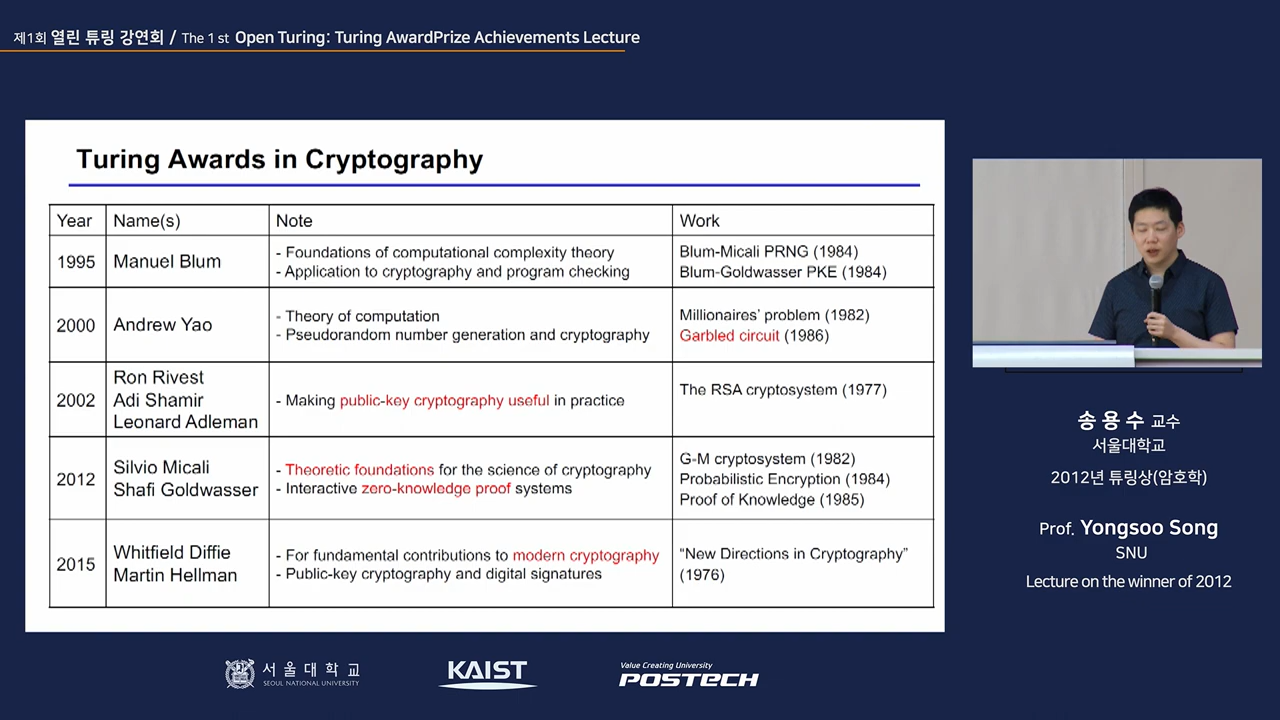 제1회 열린 튜링 강연회 / The 1 st Open Turing: Turing AwardPrize Achievements Lecture
Turing Awards in Cryptography
Year Name(s) Note Work
1995 Manuel Blum
- Foundations of computational complexity theory
- Application to cryptography and program checking
Blum-Micali PRNG (1984)
Blum-Goldwasser PKE (1984)
2000 Andrew Yao
- Theory of computation
- Pseudorandom number generation and cryptography
Millionaires' problem (1982)
Garbled circuit (1986)
2002
Ron Rivest
Adi Shamir
Leonard Adleman
- Making public-key cryptography useful in practice
The RSA cryptosystem (1977)
2012
Silvio Micali
Shafi Goldwasser
- Theoretic foundations for the science of cryptography
- Interactive zero-knowledge proof systems
G-M cryptosystem (1982)
Probabilistic Encryption (1984)
Proof of Knowledge (1985)
2015
Whitfield Diffie
Martin Hellman
- For fundamental contributions to modern cryptography
- Public-key cryptography and digital signatures
“New Directions in Cryptography”
(1976)
송용수 교수
서울대학교
2012년 튜링상(암호학)
Prof. Yongsoo Song
SNU
Lecture on the winner of 2012
서울대학교
SEOUL NATIONAL UNIVERSITY
KAIST
Value Creating University
POSTECH